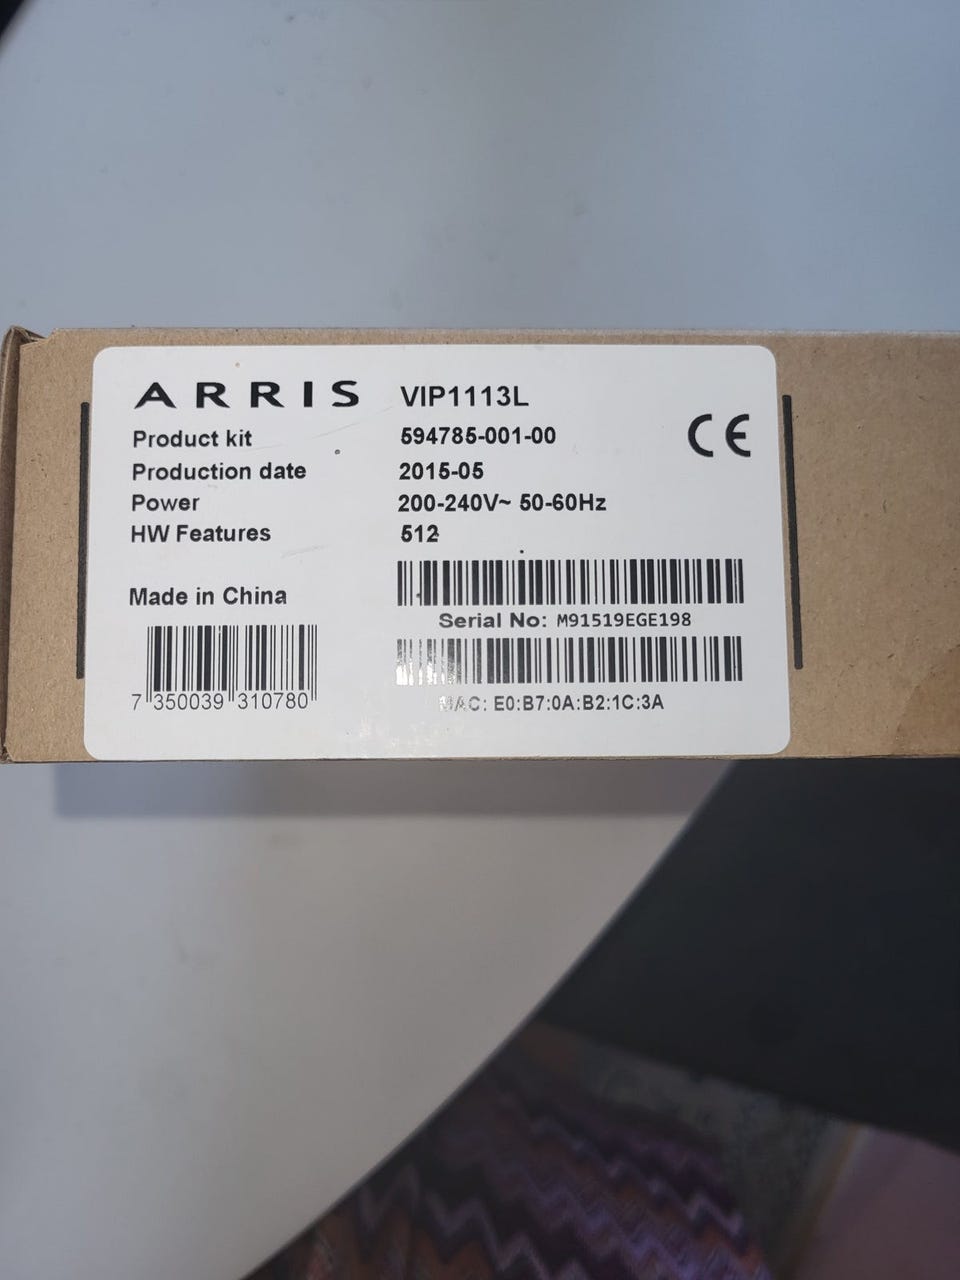 ARRIS VIP1113L
Product kit 594785-001-00
Production date 2015-05
Power 200-240V~ 50-60Hz
HW Features 512
CE
Made in China
Serial No: M91519EGE198
7 350039 310780
MAC: E0:B7:0A:B2:1C:3A